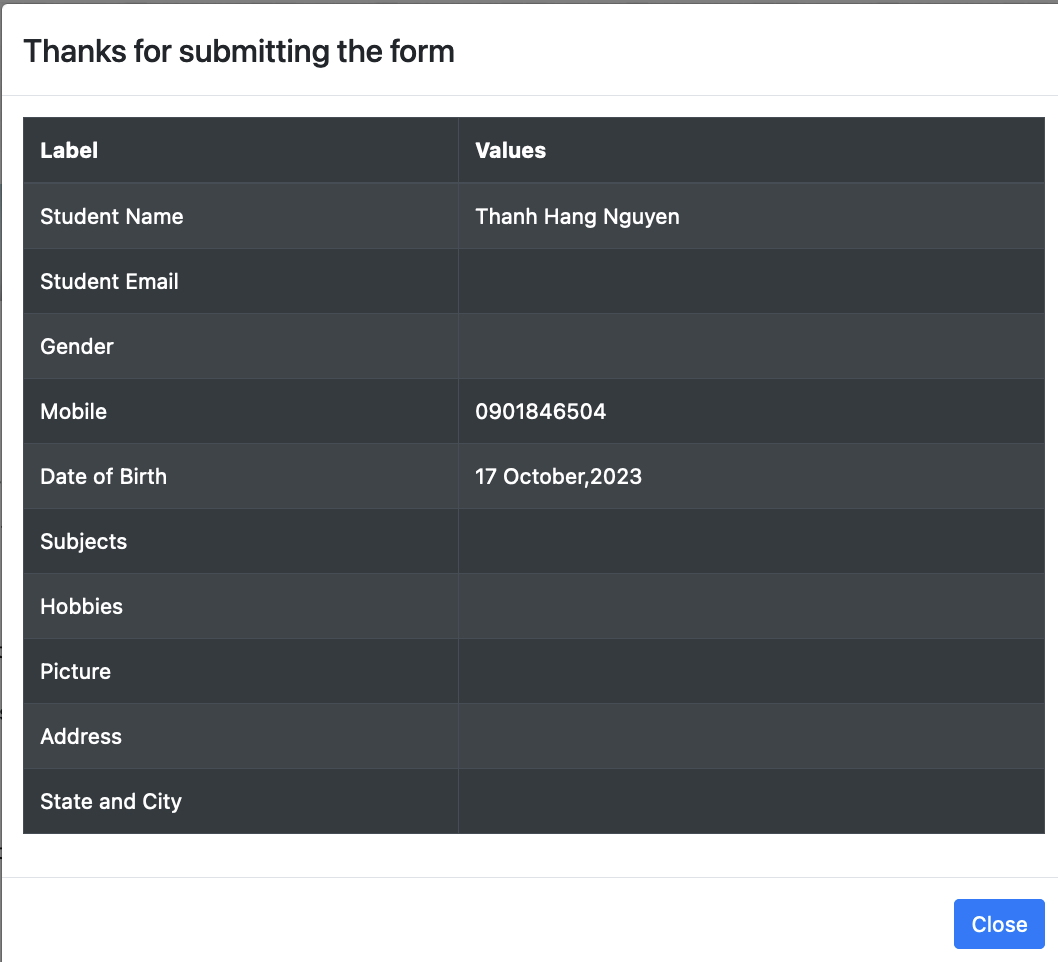 Thanks for submitting the form
Label Values
Student Name Thanh Hang Nguyen
Student Email
Gender
Mobile 0901846504
Date of Birth 17 October,2023
Subjects
Hobbies
Picture
Address
State and City
Close